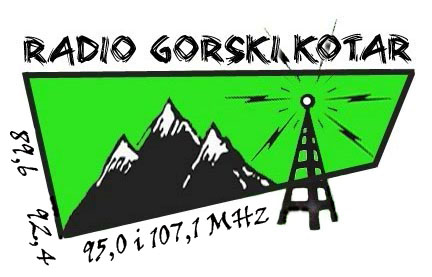 RADIO GORSKI KOTAR
89,6 92,4
95,0 i 107,1 MHz